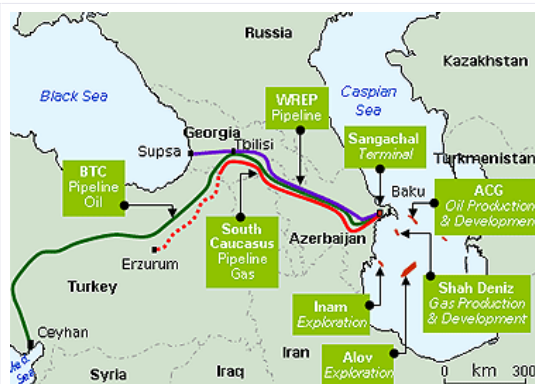 Russia
Kazakhstan
Black Sea
Caspian
Sea
WREP
Pipeline
Georgia
Tbilisi
Supsa
Sangachal
Terminal
Turkmenistan
BTC
Pipeline
Oil
Baku
ACG
Oil Production
& Development
South
Caucasus
Pipeline
Gas
Azerbaijan
Erzurum
Turkey
Shah Deniz
Gas Production
& Development
Inam
Exploration
Ceyhan
Iran
Alov
Exploration
Syria
Iraq
0 km 300
Sea